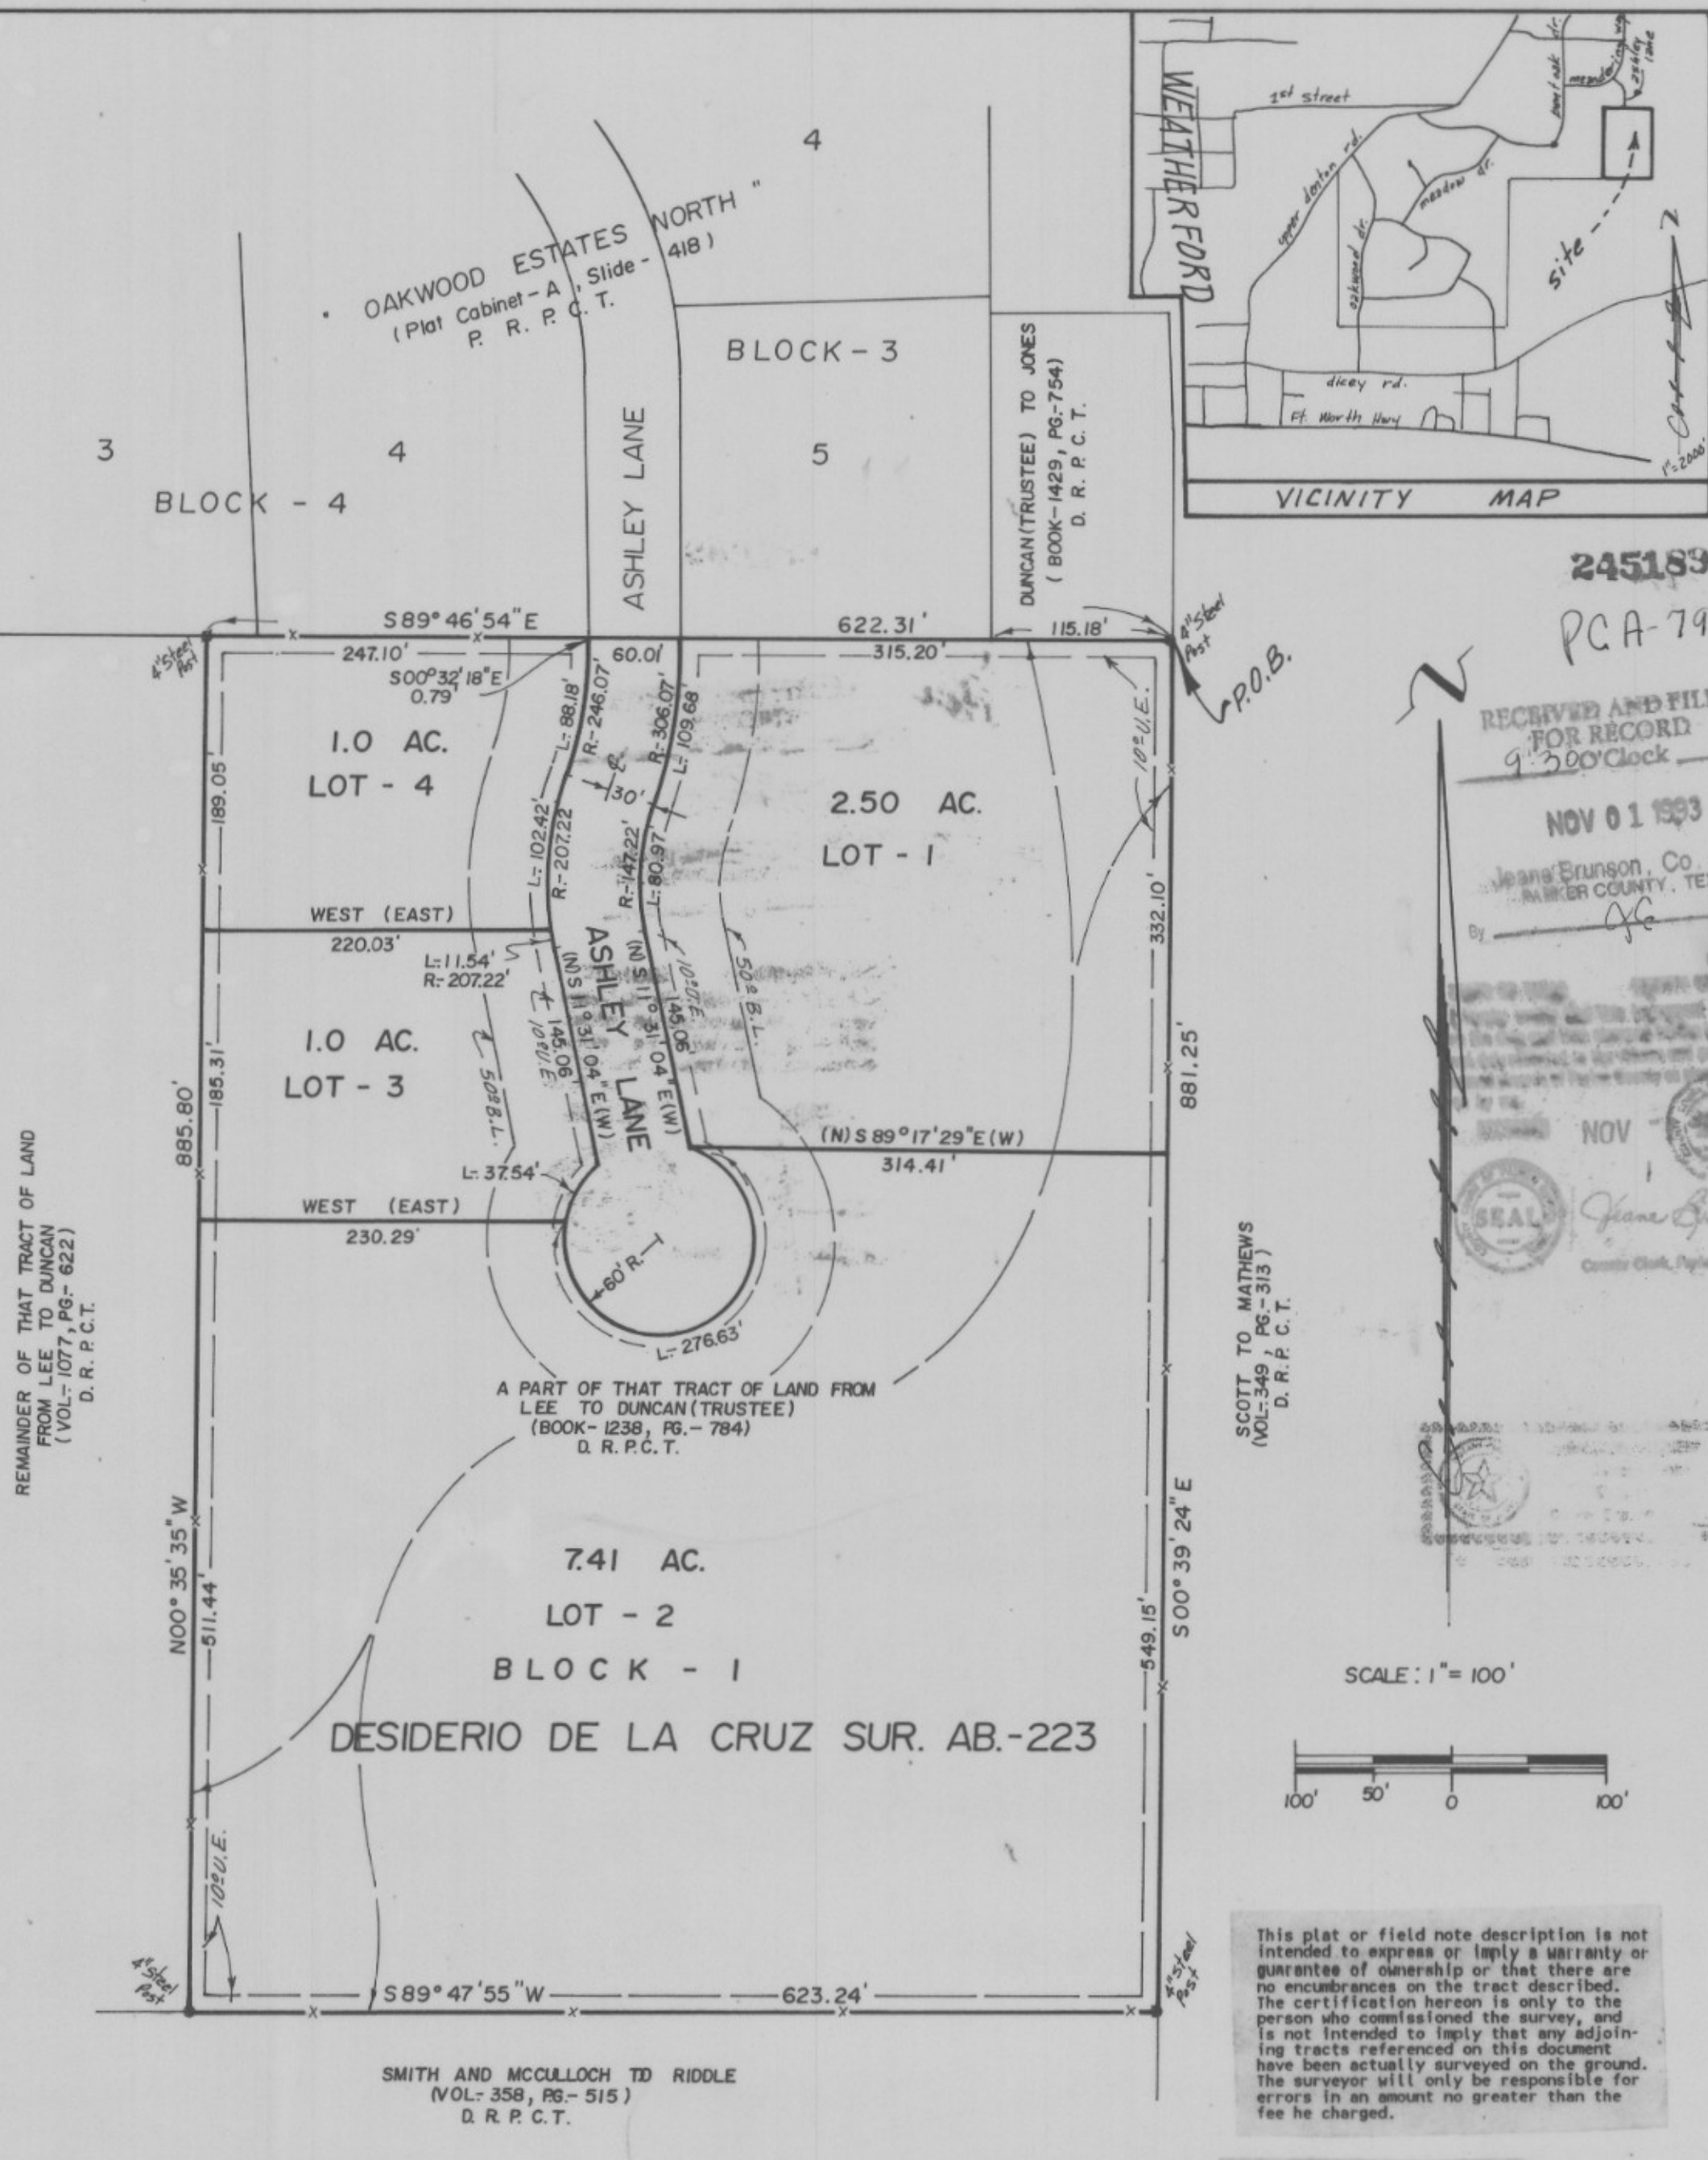 WEATHERFORD
1st street
upper denton rd.
meadow dr.
oakwood dr.
bent oak dr.
ashley lane
site
dicey rd.
Ft. Worth Hwy
1"=2000'
VICINITY MAP
4
" OAKWOOD ESTATES NORTH "
(Plat Cabinet-A, Slide-418)
P. R. P. C. T.
BLOCK-3
3
4
5
BLOCK - 4
ASHLEY LANE
DUNCAN(TRUSTEE) TO JONES
(BOOK-1429, PG.-754)
D. R. P. C. T.
245183
PCA-79
RECEIVED AND FIL
FOR RECORD
9:30 O'Clock
NOV 01 1993
Jeane Brunson, Co.
PARKER COUNTY, TE
By
S89°46'54"E
622.31'
115.18'
4" Steel
Post
4" Steel
Post
P.O.B.
247.10'
60.01'
315.20'
S00°32'18"E
0.79'
L=88.18'
R=246.07'
R=306.07'
L=109.68'
10' U.E.
1.0 AC.
LOT - 4
189.05'
30'
2.50 AC.
LOT - 1
L=102.42'
R=207.22
R=147.22'
L=80.97'
332.10'
WEST (EAST)
220.03'
L=11.54'
R=207.22'
ASHLEY LANE
(N) S 11°31'04"E(W)
145.06
(N) S 11°31'04"E(W)
145.06'
10' U.E.
10' U.E.
50' B.L.
50' B.L.
1.0 AC.
LOT - 3
185.31'
885.80'
881.25'
(N) S 89°17'29"E(W)
314.41'
L=37.54'
WEST (EAST)
230.29'
60' R.
L=276.63'
NOV
SEAL
REMAINDER OF THAT TRACT OF LAND
FROM LEE TO DUNCAN
(VOL-1077, PG.-622)
D. R. P. C. T.
SCOTT TO MATHEWS
(VOL-349, PG.-313)
D. R. P. C. T.
A PART OF THAT TRACT OF LAND FROM
LEE TO DUNCAN(TRUSTEE)
(BOOK-1238, PG.-784)
D. R. P. C. T.
N00°35'35"W
511.44'
S00°39'24"E
549.15'
7.41 AC.
LOT - 2
BLOCK - 1
DESIDERIO DE LA CRUZ SUR. AB.-223
SCALE: 1"=100'
100' 50' 0 100'
10' U.E.
4" Steel
Post
4" Steel
Post
S89°47'55"W
623.24'
SMITH AND MCCULLOCH TO RIDDLE
(VOL-358, PG.-515)
D. R. P. C. T.
This plat or field note description is not
intended to express or imply a warranty or
guarantee of ownership or that there are
no encumbrances on the tract described.
The certification hereon is only to the
person who commissioned the survey, and
is not intended to imply that any adjoin-
ing tracts referenced on this document
have been actually surveyed on the ground.
The surveyor will only be responsible for
errors in an amount no greater than the
fee he charged.